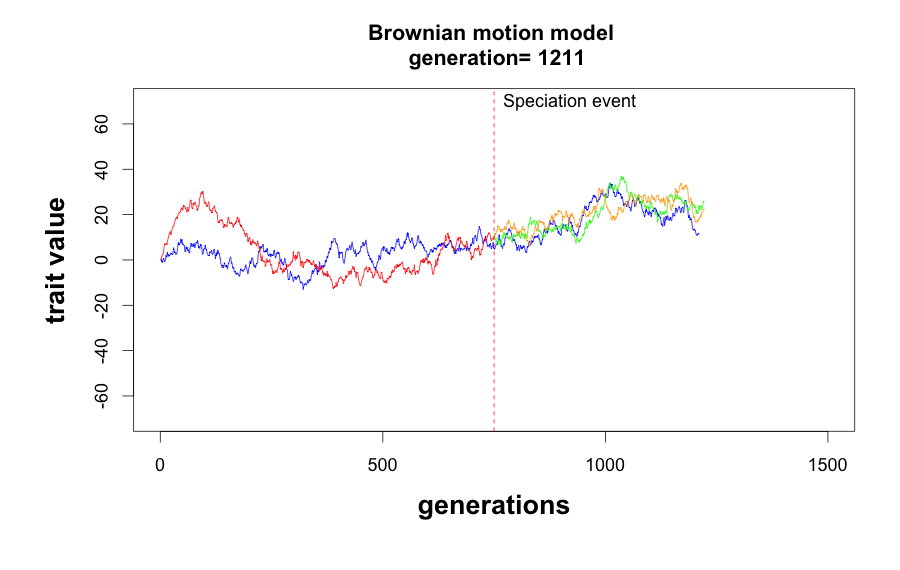 Brownian motion model
generation= 1211
Speciation event
trait value
60
40
20
0
-20
-40
-60
0 500 1000 1500
generations